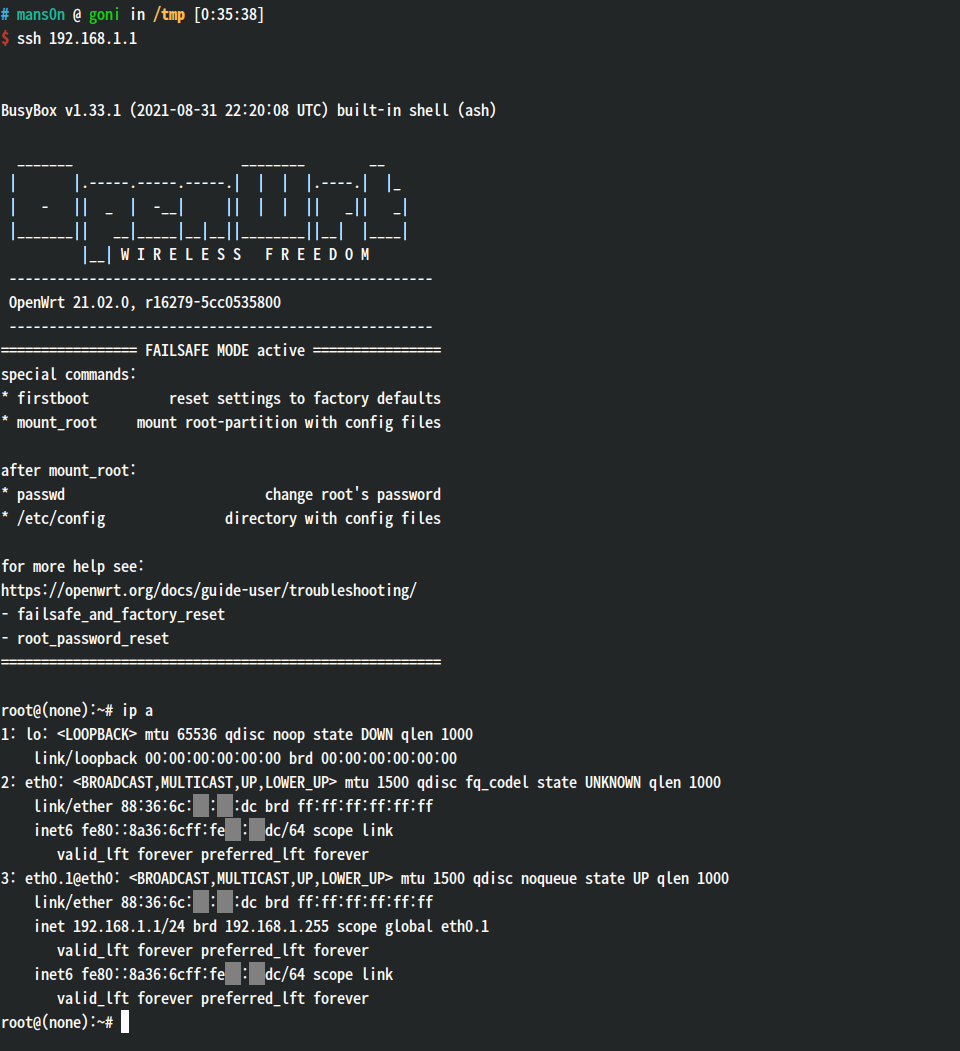 # mans0n @ goni in /tmp [0:35:38]
$ ssh 192.168.1.1
BusyBox v1.33.1 (2021-08-31 22:20:08 UTC) built-in shell (ash)
  _______                     ________        __
 |       |.-----.-----.-----.|  |  |  |.----.|  |_
 |   -   ||  _  |  -__|     ||  |  |  ||   _||   _|
 |_______||   __|_____|__|__||________||__|  |____|
          |__| W I R E L E S S   F R E E D O M
 -----------------------------------------------------
 OpenWrt 21.02.0, r16279-5cc0535800
 -----------------------------------------------------
================= FAILSAFE MODE active ================
special commands:
* firstboot          reset settings to factory defaults
* mount_root     mount root-partition with config files
after mount_root:
* passwd                         change root's password
* /etc/config               directory with config files
for more help see:
https://openwrt.org/docs/guide-user/troubleshooting/
- failsafe_and_factory_reset
- root_password_reset
=======================================================
root@(none):~# ip a
1: lo: <LOOPBACK> mtu 65536 qdisc noop state DOWN qlen 1000
    link/loopback 00:00:00:00:00:00 brd 00:00:00:00:00:00
2: eth0: <BROADCAST,MULTICAST,UP,LOWER_UP> mtu 1500 qdisc fq_codel state UNKNOWN qlen 1000
    link/ether 88:36:6c:  :  :dc brd ff:ff:ff:ff:ff:ff
    inet6 fe80::8a36:6cff:fe  :  dc/64 scope link
       valid_lft forever preferred_lft forever
3: eth0.1@eth0: <BROADCAST,MULTICAST,UP,LOWER_UP> mtu 1500 qdisc noqueue state UP qlen 1000
    link/ether 88:36:6c:  :  :dc brd ff:ff:ff:ff:ff:ff
    inet 192.168.1.1/24 brd 192.168.1.255 scope global eth0.1
       valid_lft forever preferred_lft forever
    inet6 fe80::8a36:6cff:fe  :  dc/64 scope link
       valid_lft forever preferred_lft forever
root@(none):~#